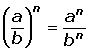 (a/b)^n = a^n/b^n